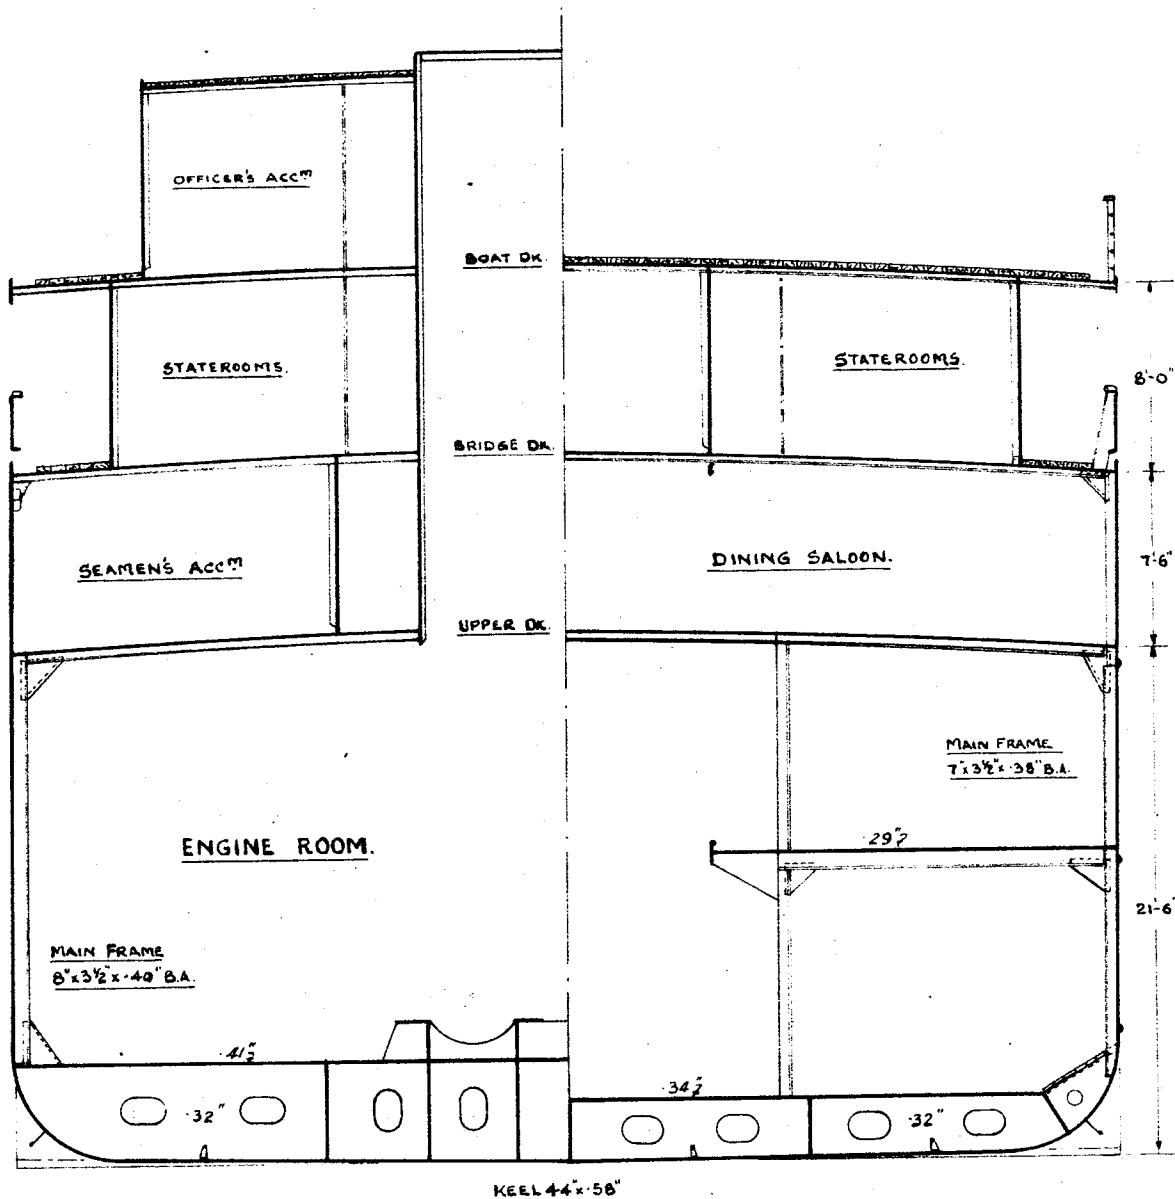 OFFICER'S ACCᵐ
BOAT DK.
STATEROOMS.
STATEROOMS.
8'-0"
BRIDGE DK.
SEAMEN'S ACCᵐ
DINING SALOON.
7'-6"
UPPER DK.
MAIN FRAME
7"x3½"x·38" B.A.
ENGINE ROOM.
·29"
21'-6"
MAIN FRAME
8"x3½"x·40" B.A.
·41"
·34"
·32"
·32"
KEEL 44"x·58"